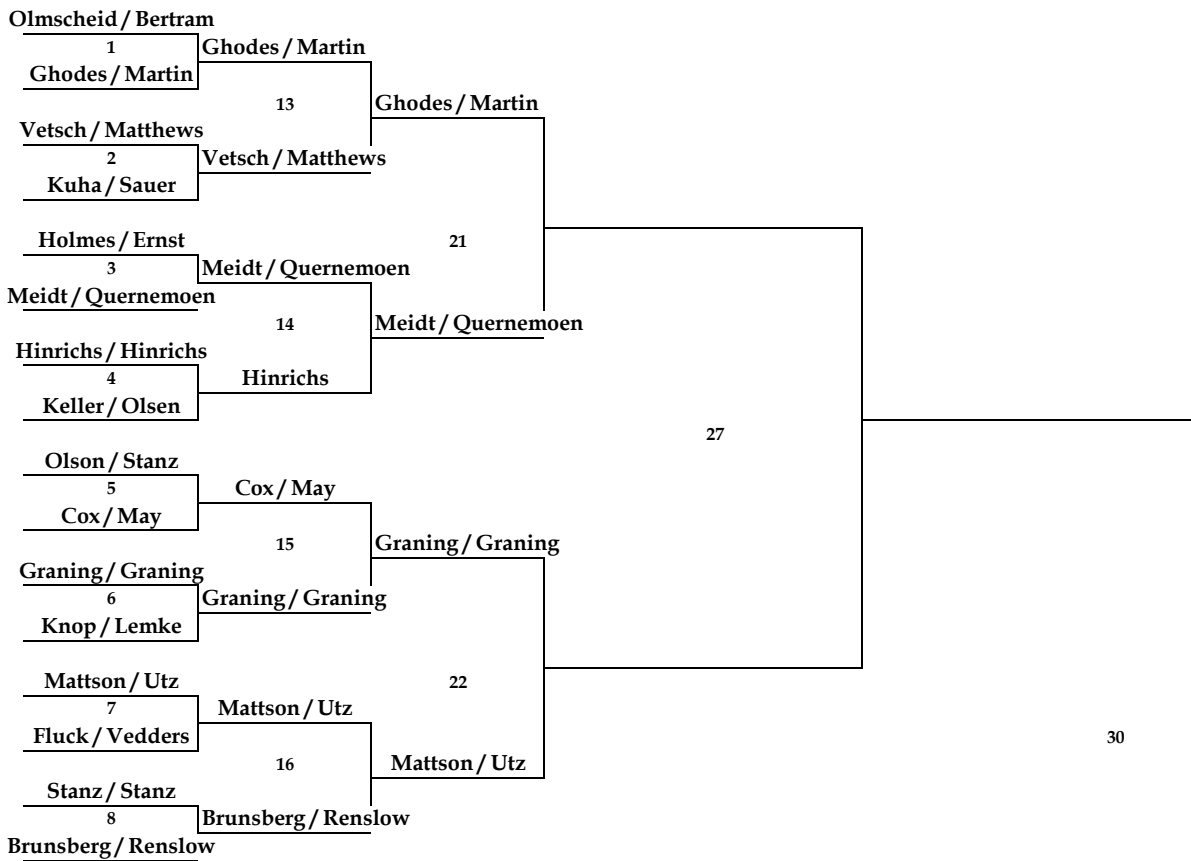 Olmscheid / Bertram
1
Ghodes / Martin
Ghodes / Martin
13
Ghodes / Martin
Vetsch / Matthews
2
Vetsch / Matthews
Kuha / Sauer
Holmes / Ernst
21
3
Meidt / Quernemoen
Meidt / Quernemoen
14
Meidt / Quernemoen
Hinrichs / Hinrichs
4
Hinrichs
Keller / Olsen
27
Olson / Stanz
5
Cox / May
Cox / May
15
Graning / Graning
Graning / Graning
6
Graning / Graning
Knop / Lemke
Mattson / Utz
22
7
Mattson / Utz
Fluck / Vedders
30
16
Mattson / Utz
Stanz / Stanz
8
Brunsberg / Renslow
Brunsberg / Renslow